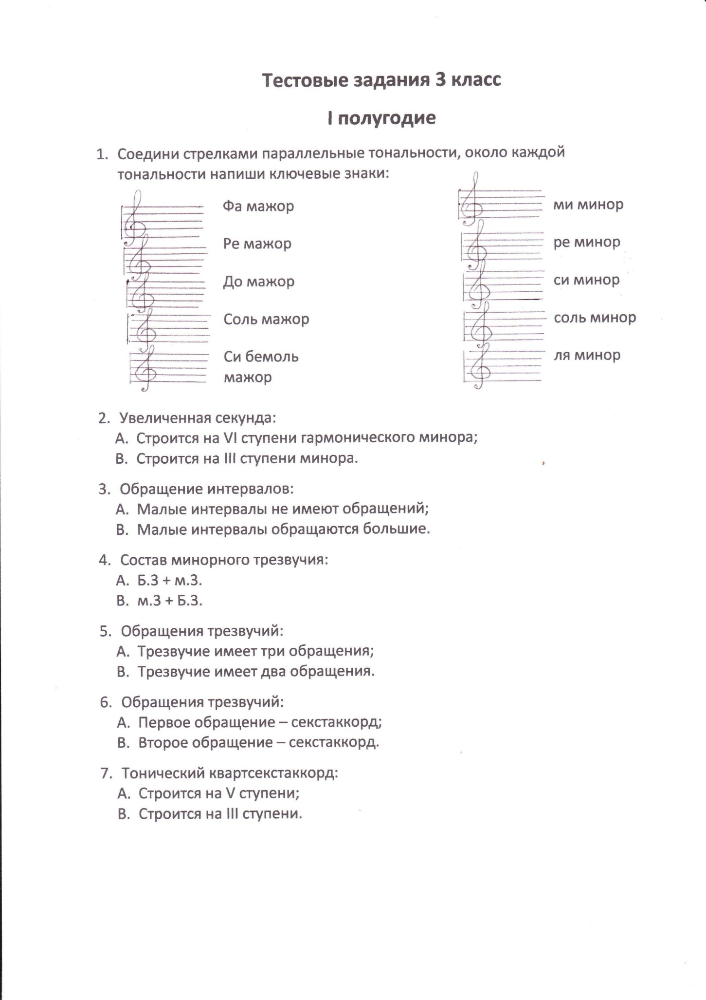 Тестовые задания 3 класс
I полугодие
1. Соедини стрелками параллельные тональности, около каждой
тональности напиши ключевые знаки:
Фа мажор
ми минор
Ре мажор
ре минор
До мажор
си минор
Соль мажор
соль минор
Си бемоль
мажор
ля минор
2. Увеличенная секунда:
A. Строится на VI ступени гармонического минора;
B. Строится на III ступени минора.
3. Обращение интервалов:
A. Малые интервалы не имеют обращений;
B. Малые интервалы обращаются большие.
4. Состав минорного трезвучия:
A. Б.3 + м.3.
B. м.3 + Б.3.
5. Обращения трезвучий:
A. Трезвучие имеет три обращения;
B. Трезвучие имеет два обращения.
6. Обращения трезвучий:
A. Первое обращение – секстаккорд;
B. Второе обращение – секстаккорд.
7. Тонический квартсекстаккорд:
A. Строится на V ступени;
B. Строится на III ступени.